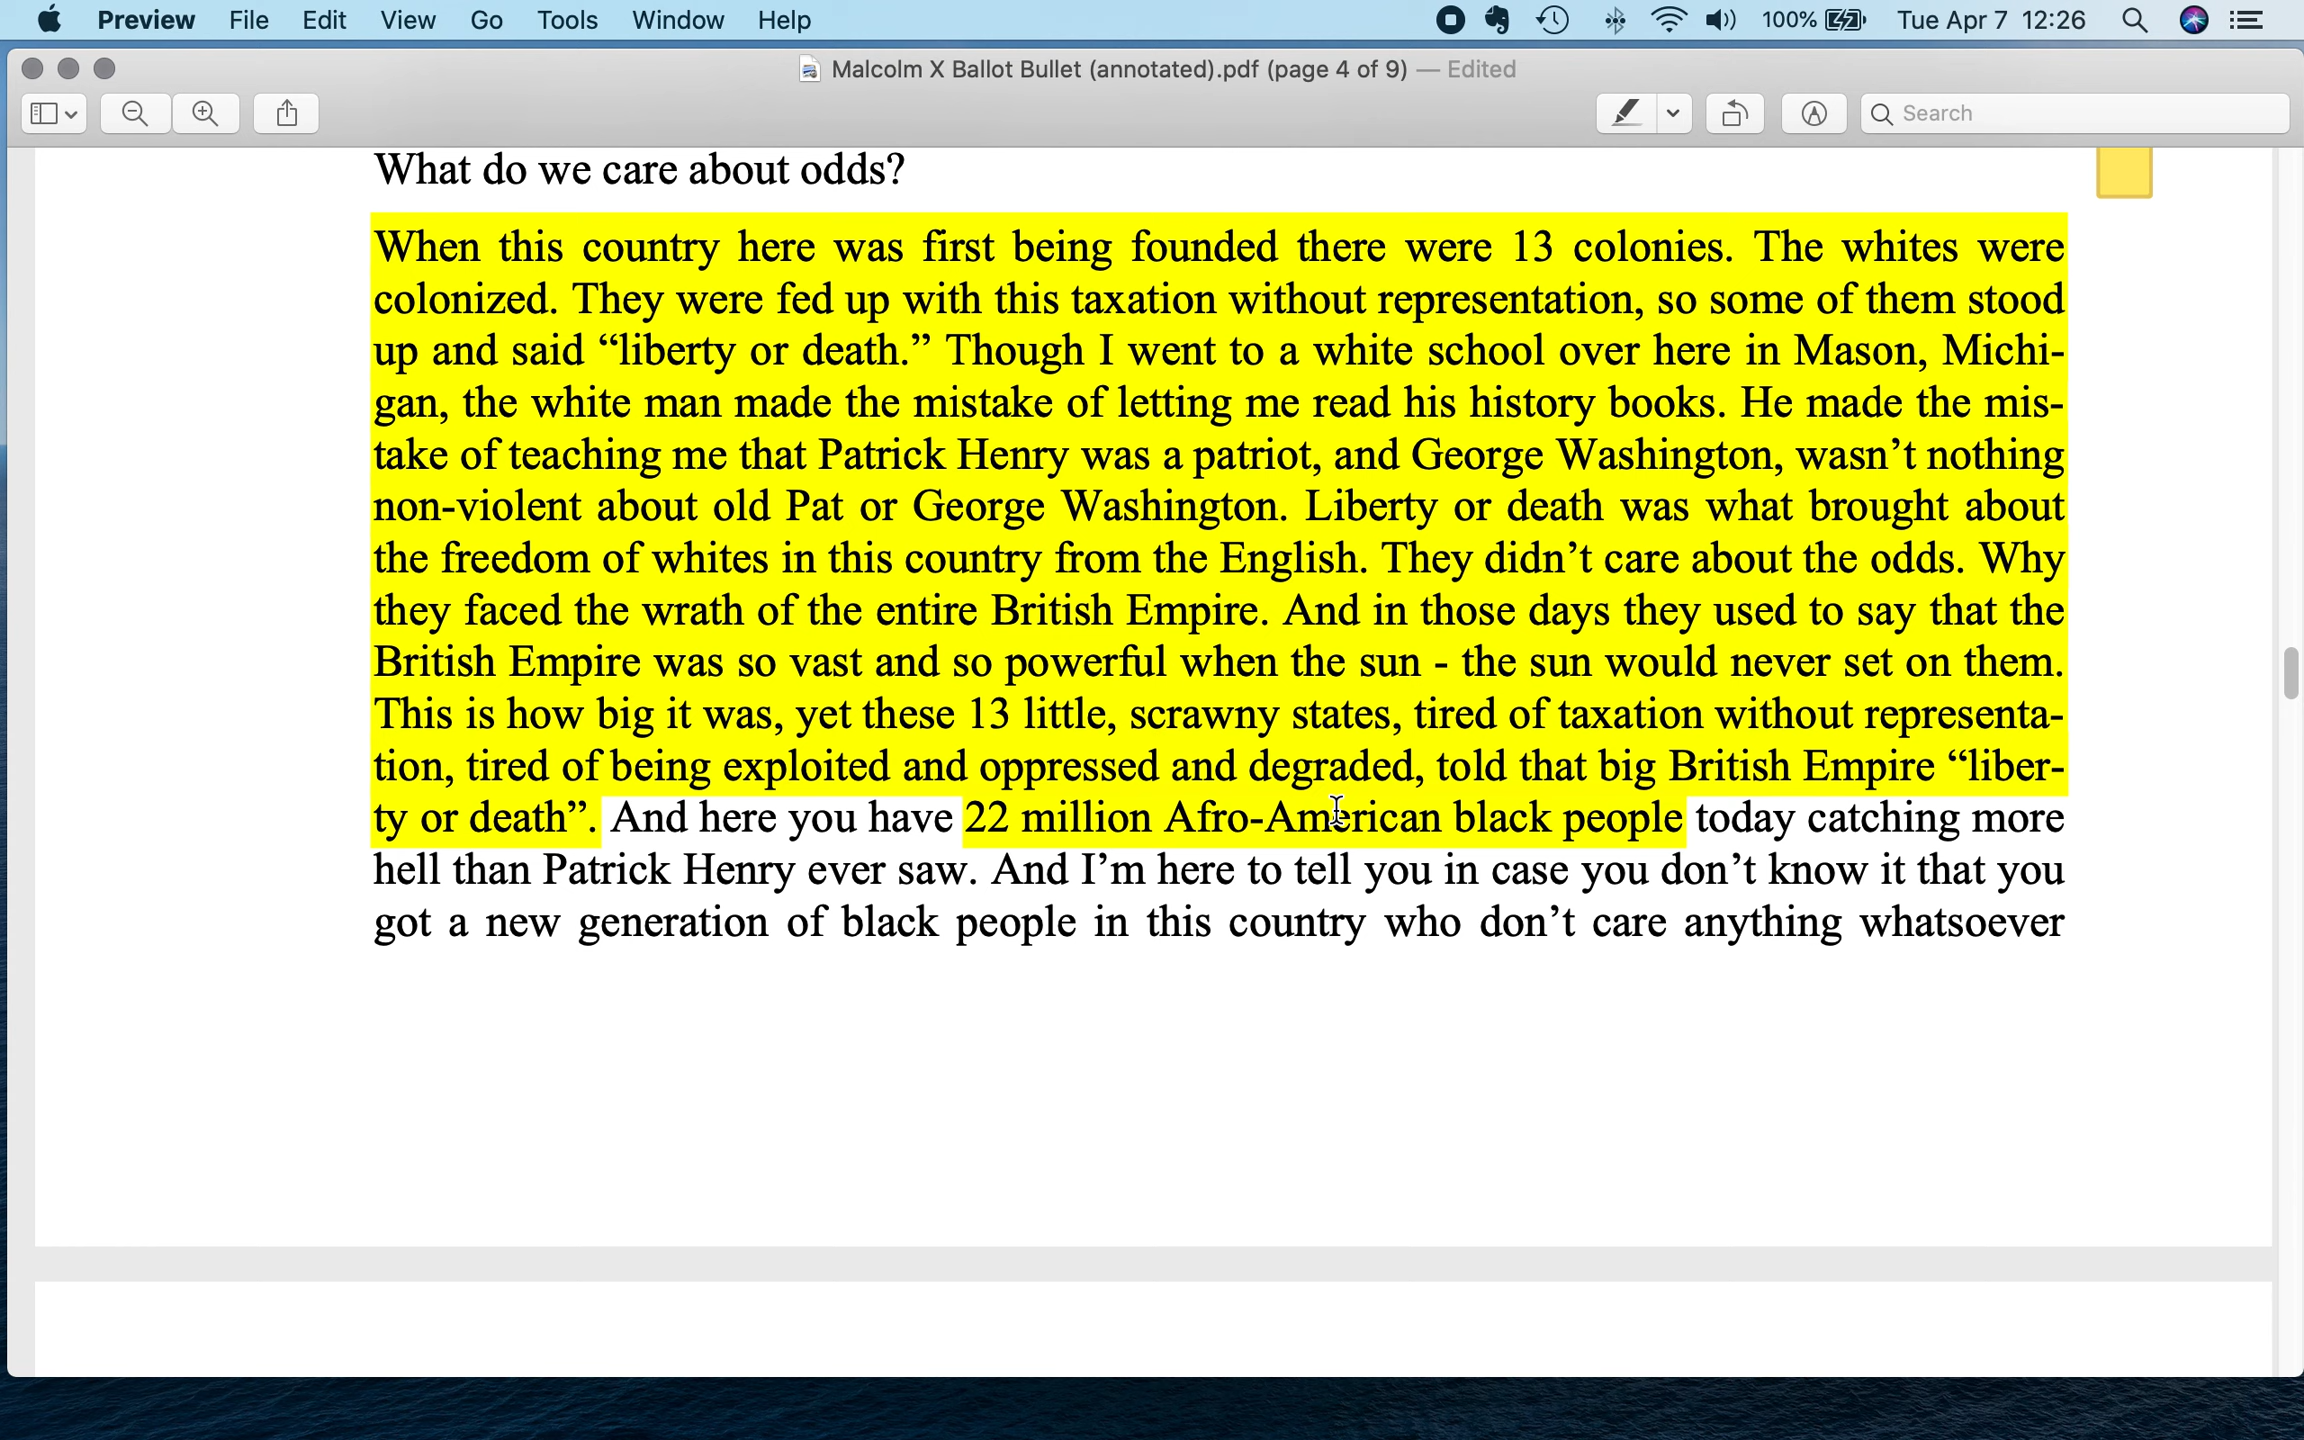 Preview File Edit View Go Tools Window Help 100% Tue Apr 7 12:26
Malcolm X Ballot Bullet (annotated).pdf (page 4 of 9) — Edited
Search
What do we care about odds?
When this country here was first being founded there were 13 colonies. The whites were
colonized. They were fed up with this taxation without representation, so some of them stood
up and said “liberty or death.” Though I went to a white school over here in Mason, Michi-
gan, the white man made the mistake of letting me read his history books. He made the mis-
take of teaching me that Patrick Henry was a patriot, and George Washington, wasn’t nothing
non-violent about old Pat or George Washington. Liberty or death was what brought about
the freedom of whites in this country from the English. They didn’t care about the odds. Why
they faced the wrath of the entire British Empire. And in those days they used to say that the
British Empire was so vast and so powerful when the sun - the sun would never set on them.
This is how big it was, yet these 13 little, scrawny states, tired of taxation without representa-
tion, tired of being exploited and oppressed and degraded, told that big British Empire “liber-
ty or death”. And here you have 22 million Afro-American black people today catching more
hell than Patrick Henry ever saw. And I’m here to tell you in case you don’t know it that you
got a new generation of black people in this country who don’t care anything whatsoever